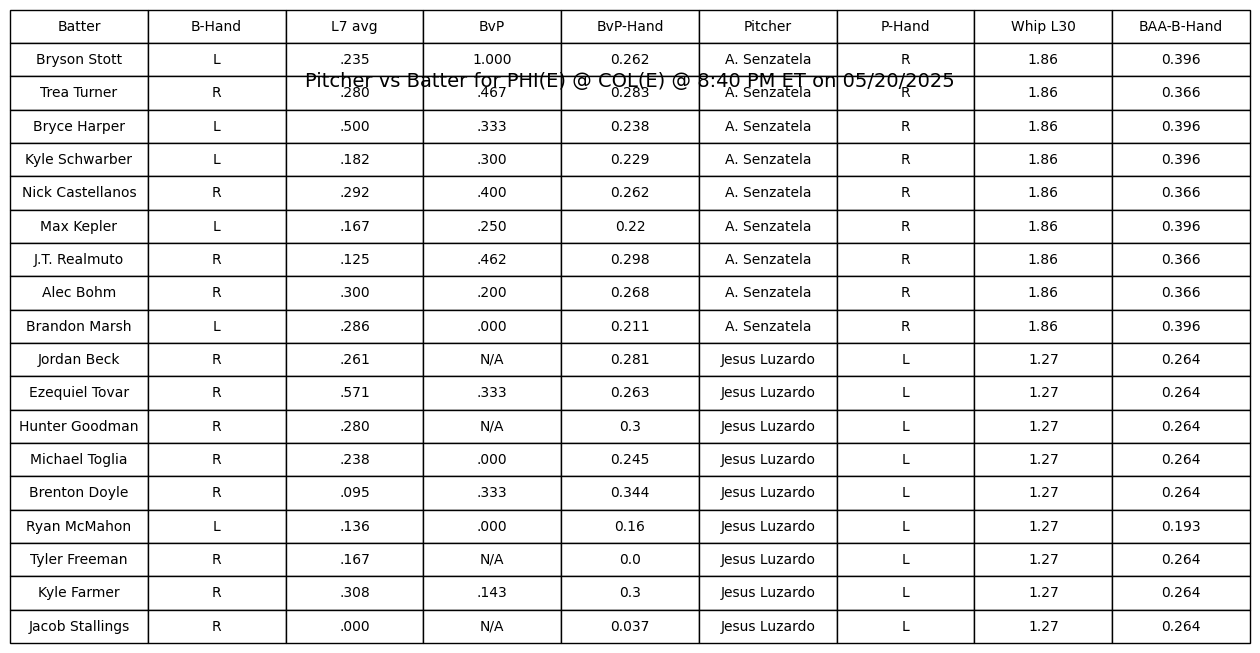 Batter B-Hand L7 avg BvP BvP-Hand Pitcher P-Hand Whip L30 BAA-B-Hand
Bryson Stott L .235 1.000 0.262 A. Senzatela R 1.86 0.396
Pitcher vs Batter for PHI(E) @ COL(E) @ 8:40 PM ET on 05/20/2025
Trea Turner R .280 .467 0.283 A. Senzatela R 1.86 0.366
Bryce Harper L .500 .333 0.238 A. Senzatela R 1.86 0.396
Kyle Schwarber L .182 .300 0.229 A. Senzatela R 1.86 0.396
Nick Castellanos R .292 .400 0.262 A. Senzatela R 1.86 0.366
Max Kepler L .167 .250 0.22 A. Senzatela R 1.86 0.396
J.T. Realmuto R .125 .462 0.298 A. Senzatela R 1.86 0.366
Alec Bohm R .300 .200 0.268 A. Senzatela R 1.86 0.366
Brandon Marsh L .286 .000 0.211 A. Senzatela R 1.86 0.396
Jordan Beck R .261 N/A 0.281 Jesus Luzardo L 1.27 0.264
Ezequiel Tovar R .571 .333 0.263 Jesus Luzardo L 1.27 0.264
Hunter Goodman R .280 N/A 0.3 Jesus Luzardo L 1.27 0.264
Michael Toglia R .238 .000 0.245 Jesus Luzardo L 1.27 0.264
Brenton Doyle R .095 .333 0.344 Jesus Luzardo L 1.27 0.264
Ryan McMahon L .136 .000 0.16 Jesus Luzardo L 1.27 0.193
Tyler Freeman R .167 N/A 0.0 Jesus Luzardo L 1.27 0.264
Kyle Farmer R .308 .143 0.3 Jesus Luzardo L 1.27 0.264
Jacob Stallings R .000 N/A 0.037 Jesus Luzardo L 1.27 0.264